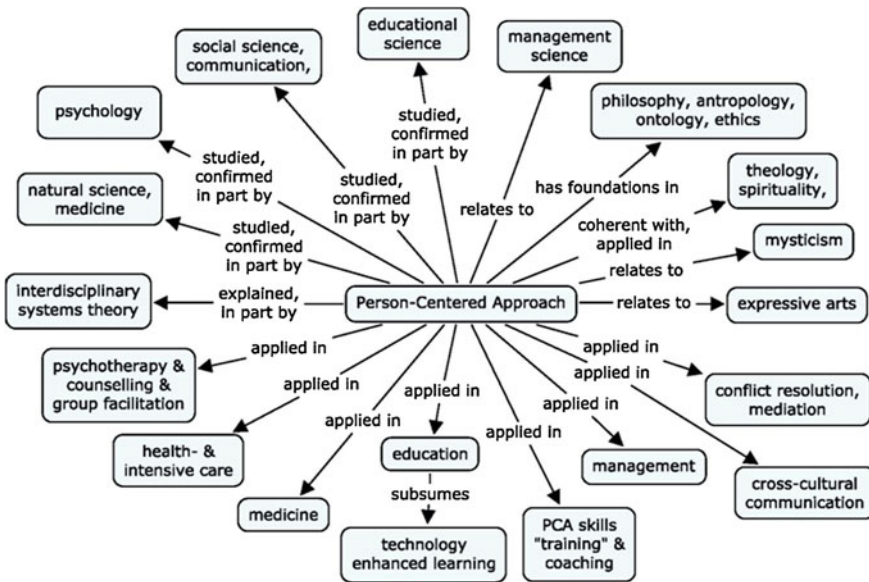 educational
science
social science,
communication,
management
science
psychology
philosophy, antropology,
ontology, ethics
studied,
confirmed
in part by
studied,
confirmed
in part by
theology,
spirituality,
natural science,
medicine
studied,
confirmed
in part by
has foundations in
relates to
studied,
confirmed
in part by
coherent with,
applied in
mysticism
relates to
interdisciplinary
systems theory
explained,
in part by
Person-Centered Approach
relates to
expressive arts
applied in
applied in
psychotherapy &
counselling &
group facilitation
applied in
applied in
applied in
conflict resolution,
mediation
applied in
applied in
applied in
health- &
intensive care
education
management
cross-cultural
communication
subsumes
medicine
technology
enhanced learning
PCA skills
"training" &
coaching